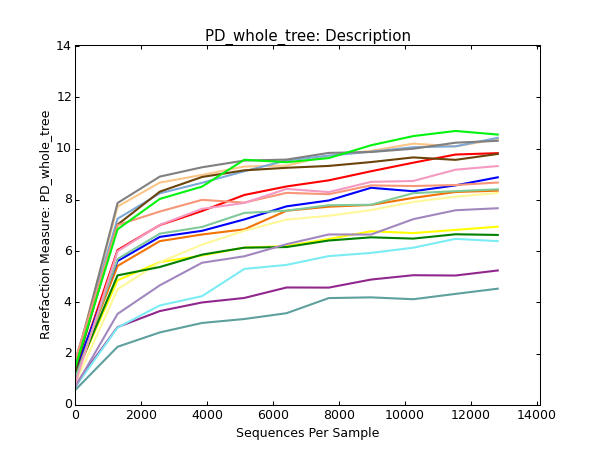 PD_whole_tree: Description
Rarefaction Measure: PD_whole_tree
14
12
10
8
6
4
2
0
0 2000 4000 6000 8000 10000 12000 14000
Sequences Per Sample